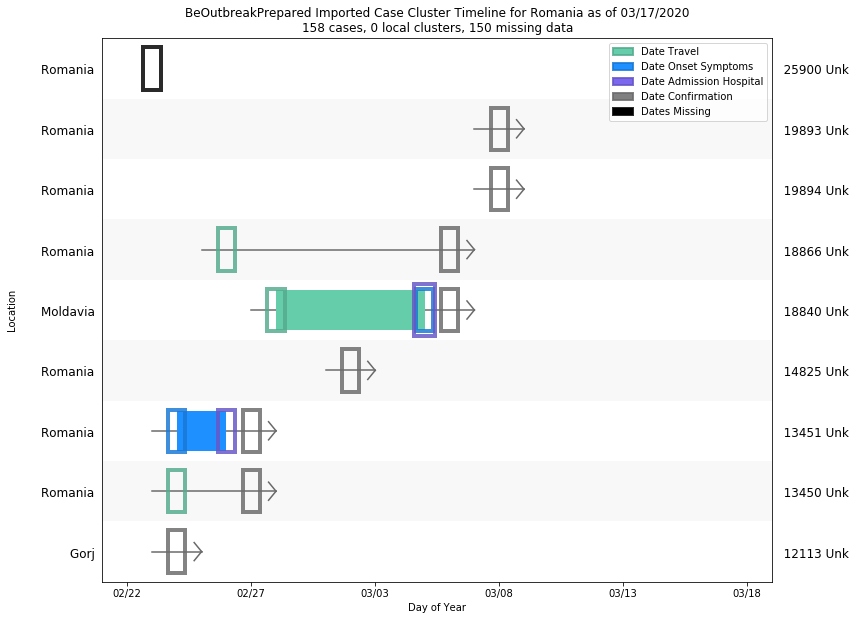 BeOutbreakPrepared Imported Case Cluster Timeline for Romania as of 03/17/2020
158 cases, 0 local clusters, 150 missing data
Date Travel
Date Onset Symptoms
Date Admission Hospital
Date Confirmation
Dates Missing
Romania 25900 Unk
Romania 19893 Unk
Romania 19894 Unk
Romania 18866 Unk
Moldavia 18840 Unk
Romania 14825 Unk
Romania 13451 Unk
Romania 13450 Unk
Gorj 12113 Unk
Location
02/22 02/27 03/03 03/08 03/13 03/18
Day of Year